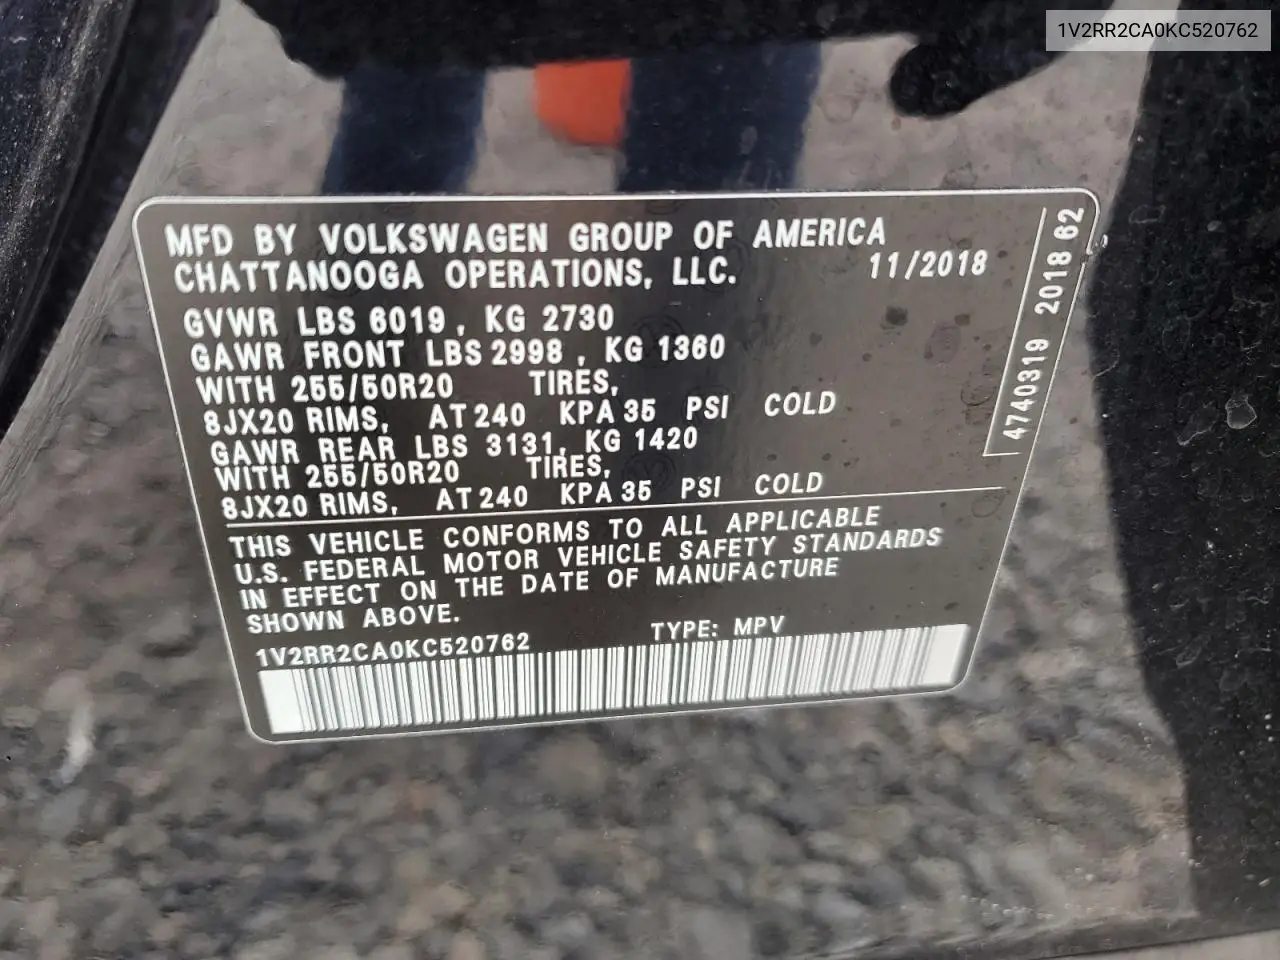 1V2RR2CA0KC520762
MFD BY VOLKSWAGEN GROUP OF AMERICA
CHATTANOOGA OPERATIONS, LLC. 11/2018
GVWR LBS 6019, KG 2730
GAWR FRONT LBS 2998, KG 1360
WITH 255/50R20 TIRES,
8JX20 RIMS, AT 240 KPA 35 PSI COLD
GAWR REAR LBS 3131, KG 1420
WITH 255/50R20 TIRES,
8JX20 RIMS, AT 240 KPA 35 PSI COLD
THIS VEHICLE CONFORMS TO ALL APPLICABLE
U.S. FEDERAL MOTOR VEHICLE SAFETY STANDARDS
IN EFFECT ON THE DATE OF MANUFACTURE
SHOWN ABOVE.
1V2RR2CA0KC520762 TYPE: MPV
4740319 2018 62